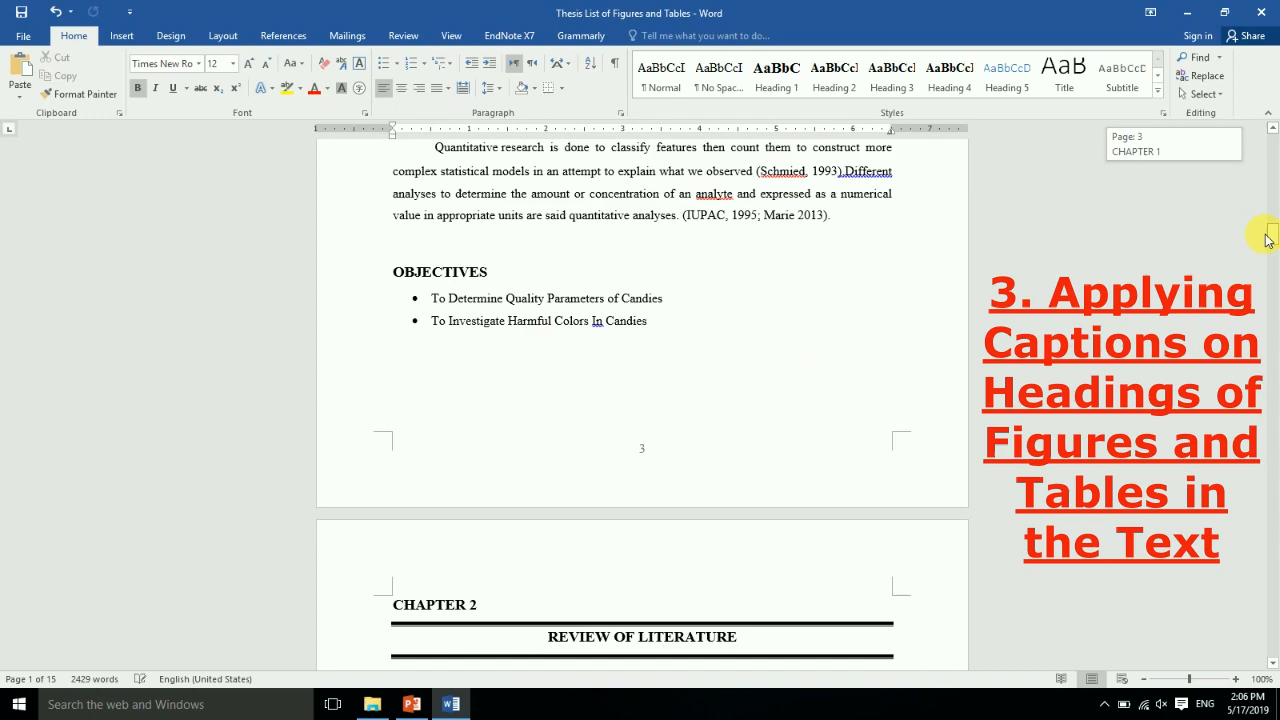 Thesis List of Figures and Tables - Word
File Home Insert Design Layout References Mailings Review View EndNote X7 Grammarly Tell me what you want to do... Sign in Share
Paste
Cut
Copy
Format Painter
Clipboard
Times New Ro 12
Font
Paragraph
AaBbCcI AaBbCcI AaBbC AaBbCc AaBbCc AaBbCc AaBbCcD AaB AaBbCcD
¶ Normal ¶ No Spac... Heading 1 Heading 2 Heading 3 Heading 4 Heading 5 Title Subtitle
Styles
Find
Replace
Select
Editing
Page: 3
CHAPTER 1
Quantitative research is done to classify features then count them to construct more
complex statistical models in an attempt to explain what we observed (Schmied, 1993).Different
analyses to determine the amount or concentration of an analyte and expressed as a numerical
value in appropriate units are said quantitative analyses. (IUPAC, 1995; Marie 2013).
OBJECTIVES
• To Determine Quality Parameters of Candies
• To Investigate Harmful Colors In Candies
3
CHAPTER 2
REVIEW OF LITERATURE
3. Applying
Captions on
Headings of
Figures and
Tables in
the Text
Page 1 of 15 2429 words English (United States) 100%
Search the web and Windows
ENG
2:06 PM
5/17/2019